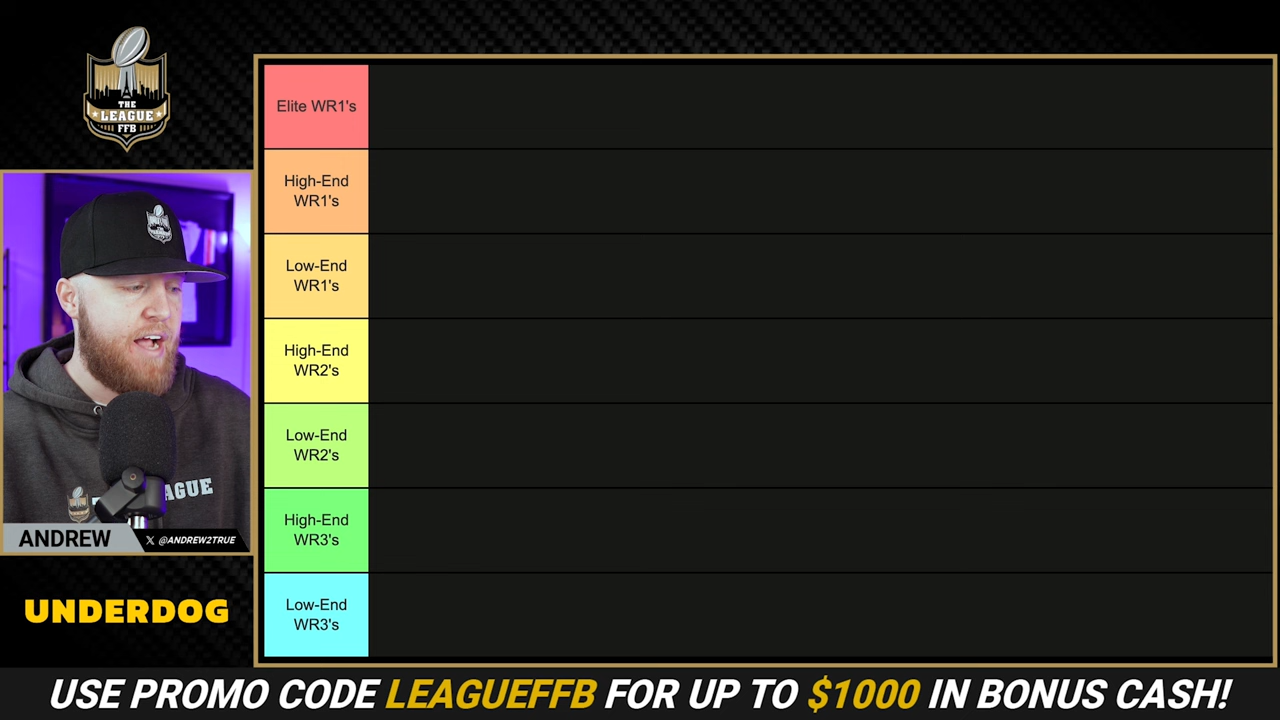 THE
LEAGUE
FFB
Elite WR1's
High-End
WR1's
Low-End
WR1's
High-End
WR2's
Low-End
WR2's
High-End
WR3's
Low-End
WR3's
AGUE
ANDREW
X @ANDREW2TRUE
UNDERDOG
USE PROMO CODE LEAGUEFFB FOR UP TO $1000 IN BONUS CASH!